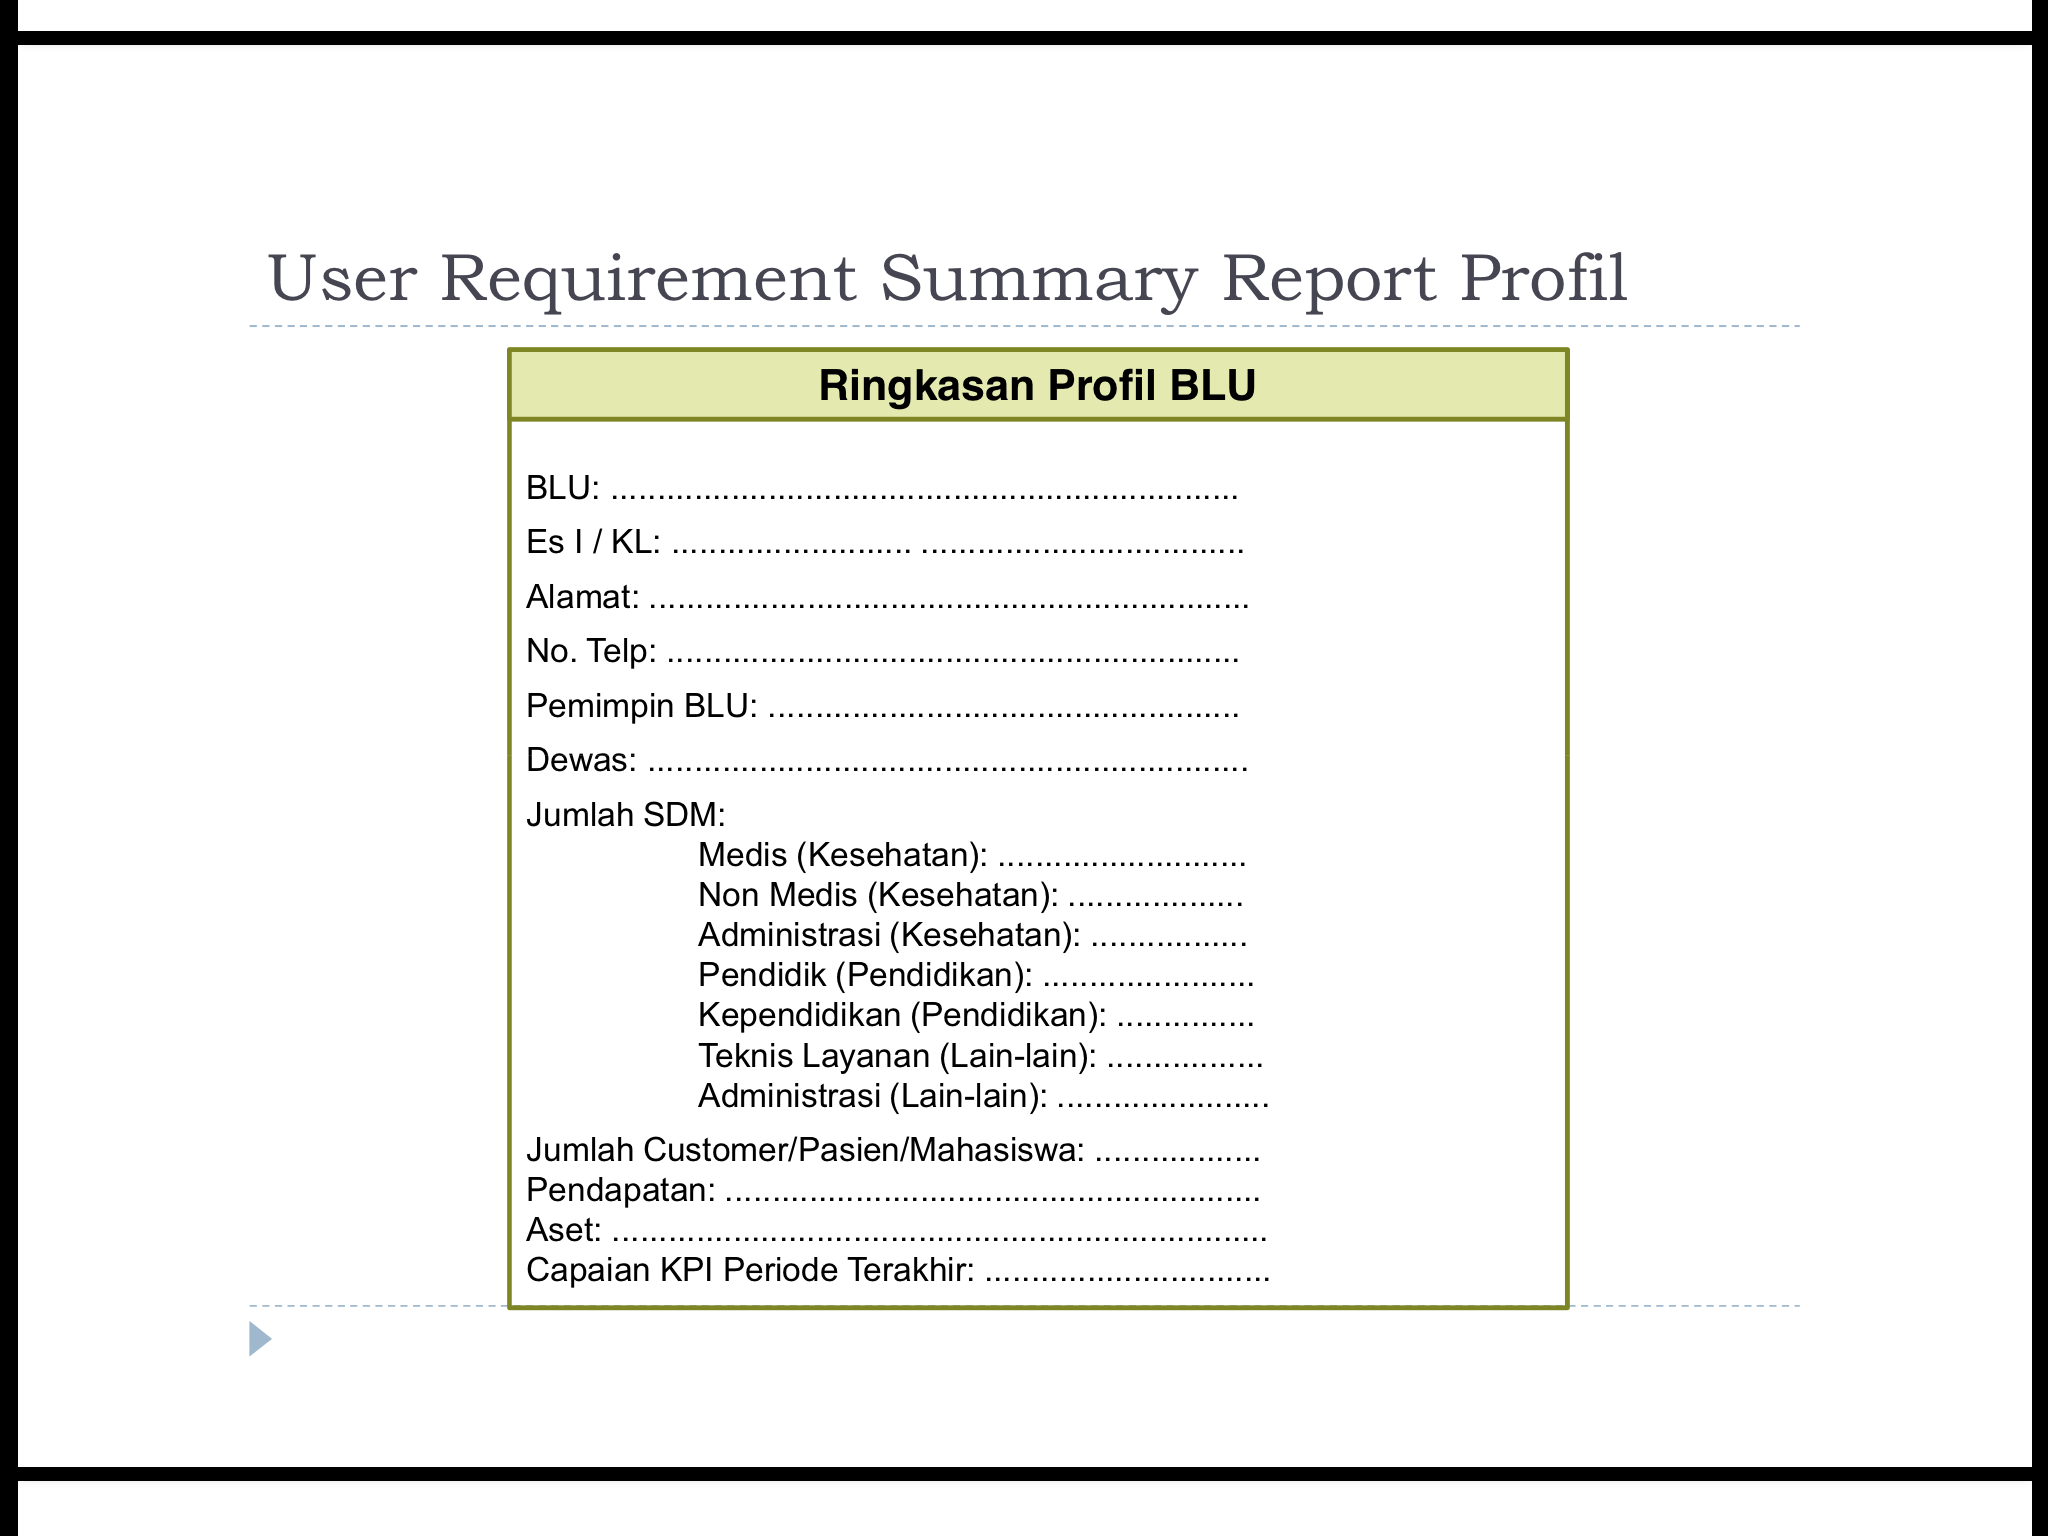 User Requirement Summary Report Profil
Ringkasan Profil BLU
BLU: ....................................................................
Es I / KL: .......................... ...................................
Alamat: .................................................................
No. Telp: ..............................................................
Pemimpin BLU: ...................................................
Dewas: .................................................................
Jumlah SDM:
Medis (Kesehatan): ...........................
Non Medis (Kesehatan): ...................
Administrasi (Kesehatan): .................
Pendidik (Pendidikan): .......................
Kependidikan (Pendidikan): ...............
Teknis Layanan (Lain-lain): .................
Administrasi (Lain-lain): .......................
Jumlah Customer/Pasien/Mahasiswa: ..................
Pendapatan: ..........................................................
Aset: .......................................................................
Capaian KPI Periode Terakhir: ...............................